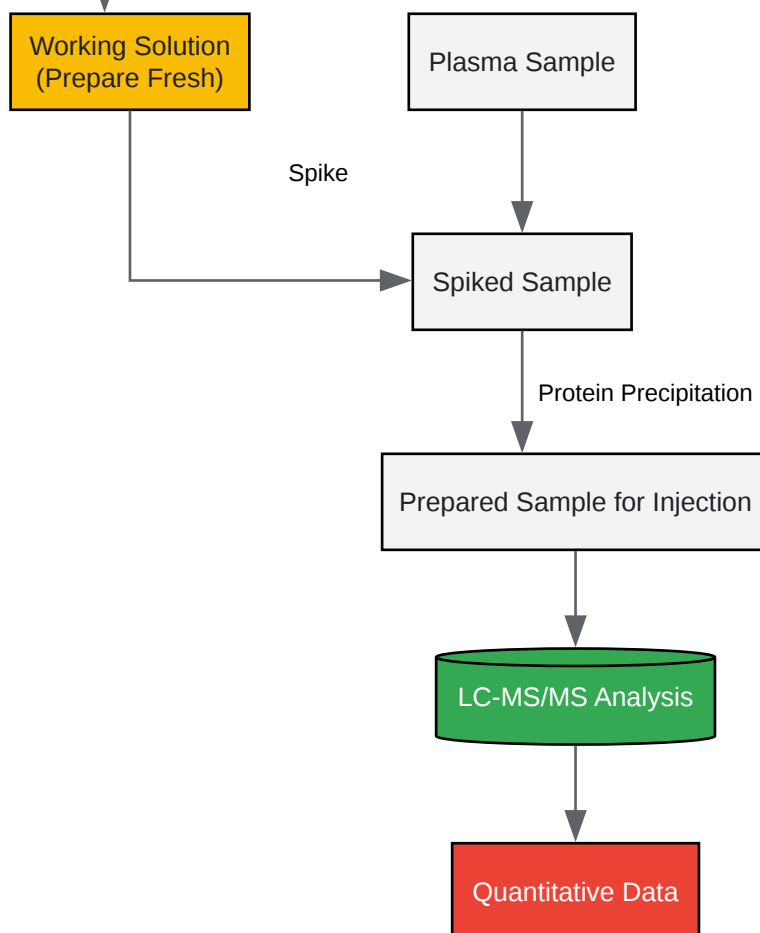 Working Solution
(Prepare Fresh)
Plasma Sample
Spike
Spiked Sample
Protein Precipitation
Prepared Sample for Injection
LC-MS/MS Analysis
Quantitative Data